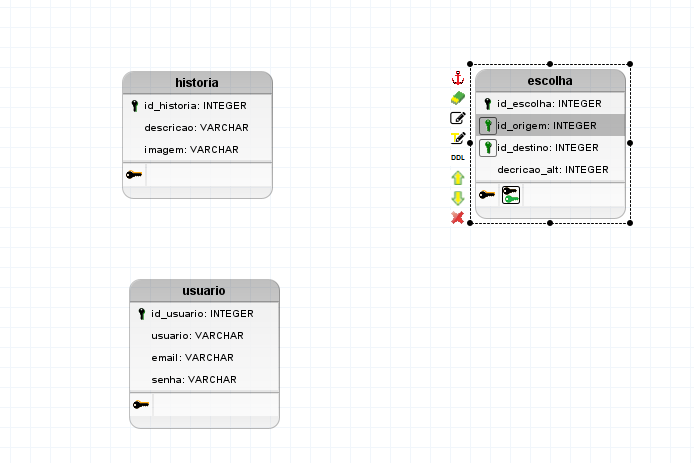 historia
id_historia: INTEGER
descricao: VARCHAR
imagem: VARCHAR
escolha
id_escolha: INTEGER
id_origem: INTEGER
id_destino: INTEGER
decricao_alt: INTEGER
DDL
usuario
id_usuario: INTEGER
usuario: VARCHAR
email: VARCHAR
senha: VARCHAR